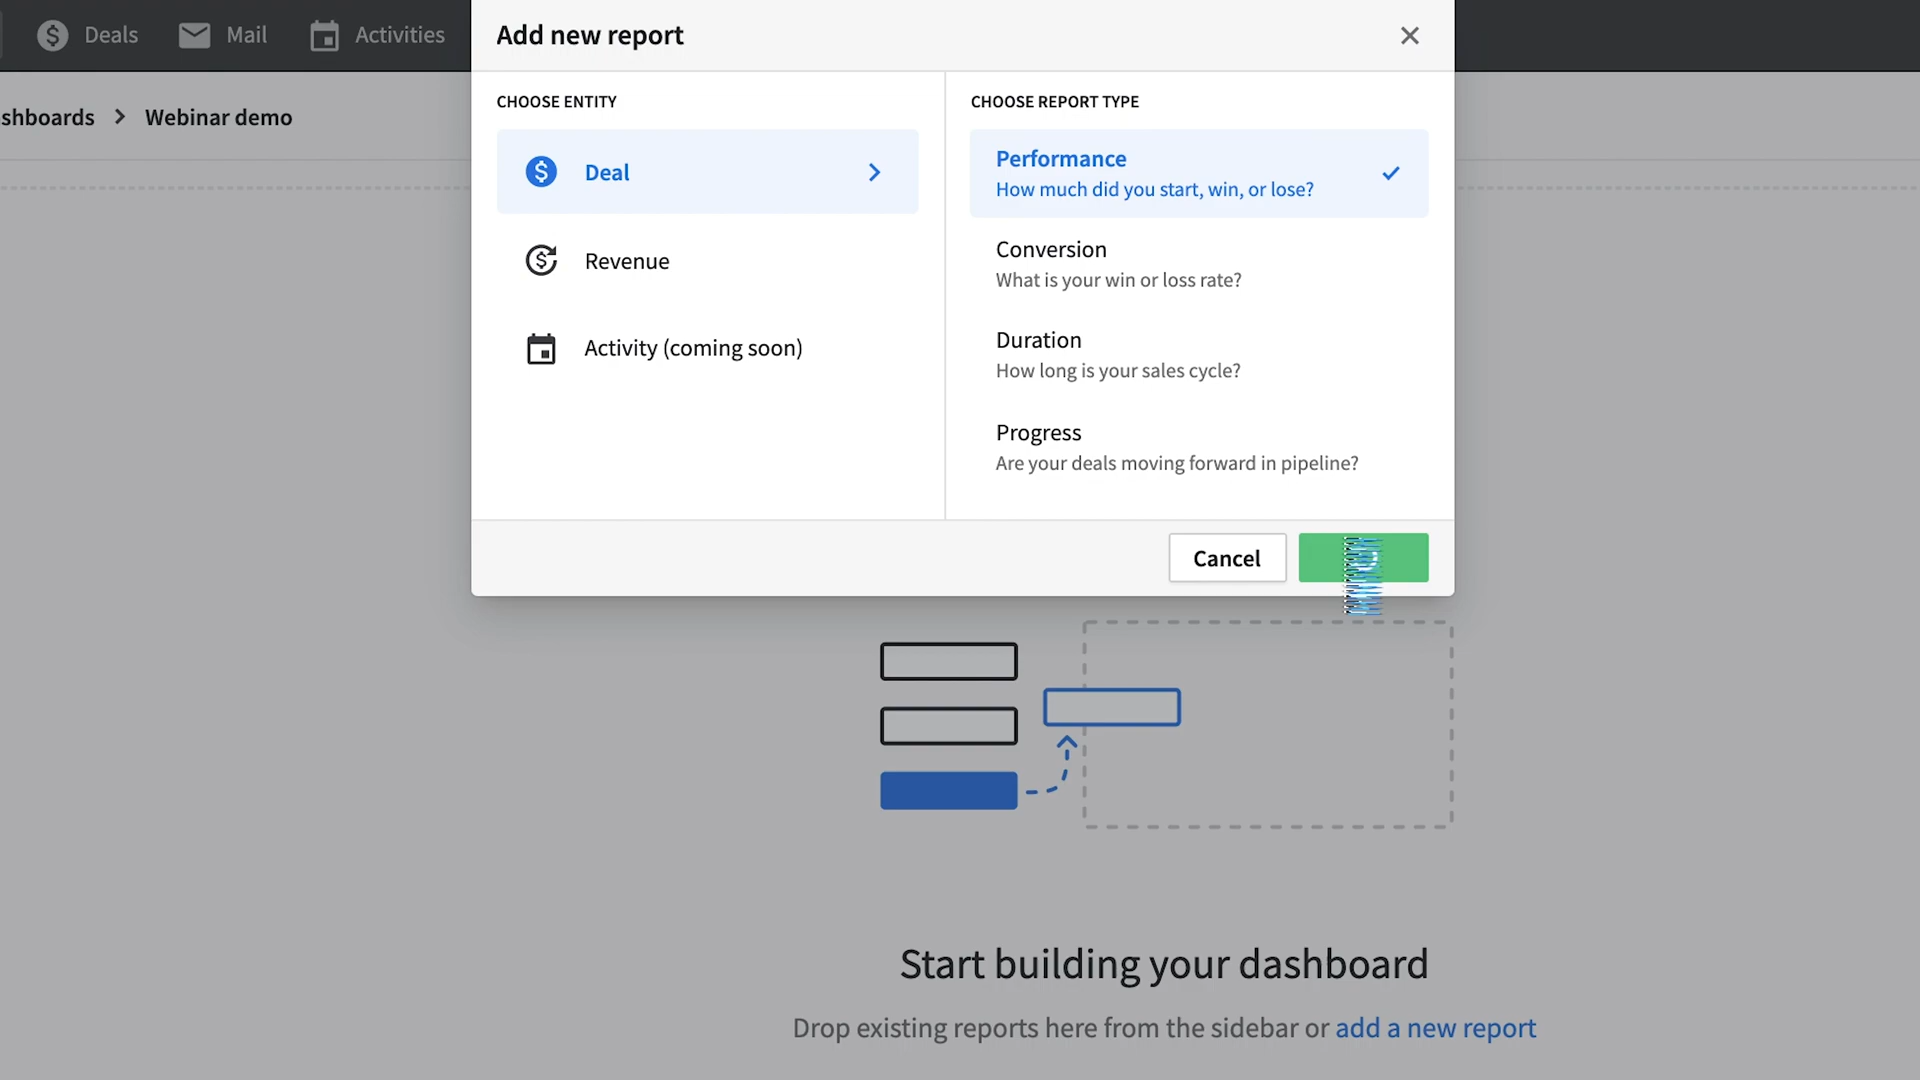 Deals
Mail
Activities
Add new report
shboards
Webinar demo
CHOOSE ENTITY
Deal
Revenue
Activity (coming soon)
CHOOSE REPORT TYPE
Performance
How much did you start, win, or lose?
Conversion
What is your win or loss rate?
Duration
How long is your sales cycle?
Progress
Are your deals moving forward in pipeline?
Cancel
Start building your dashboard
Drop existing reports here from the sidebar or add a new report